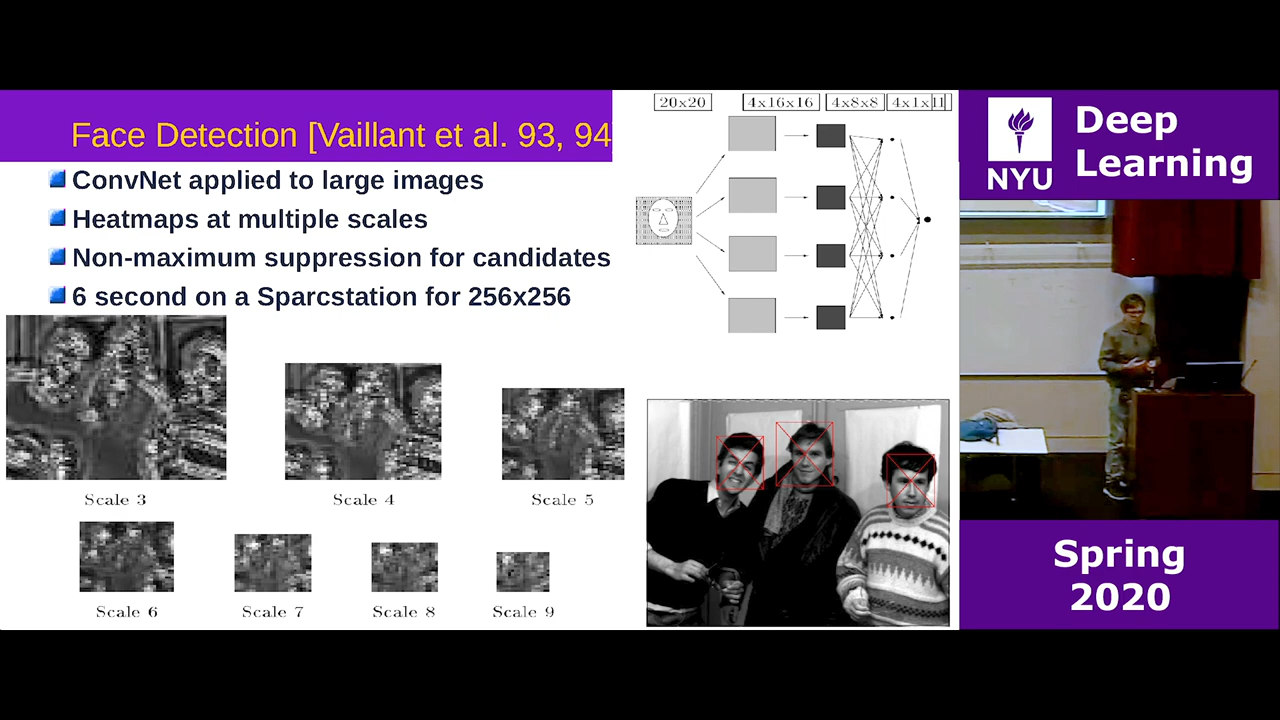 Face Detection [Vaillant et al. 93, 94
ConvNet applied to large images
Heatmaps at multiple scales
Non-maximum suppression for candidates
6 second on a Sparcstation for 256x256
20x20
4x16x16
4x8x8
Scale 3
Scale 4
Scale 5
Scale 6
Scale 7
Scale 8
Scale 9
NYU
Deep
Learning
Spring
2020